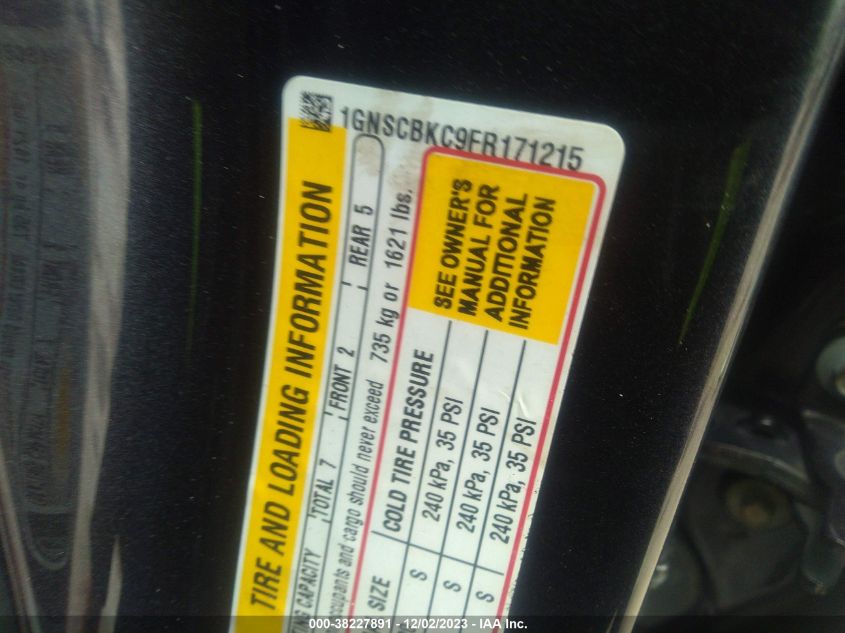 1GNSCBKC9FR171215
TIRE AND LOADING INFORMATION
TOTAL 7 FRONT 2 REAR 5
and cargo should never exceed 735 kg or 1621 lbs.
SIZE COLD TIRE PRESSURE
SEE OWNER'S
MANUAL FOR
ADDITIONAL
INFORMATION
S 240 kPa, 35 PSI
S 240 kPa, 35 PSI
S 240 kPa, 35 PSI
000-38227891 - 12/02/2023 - IAA Inc.